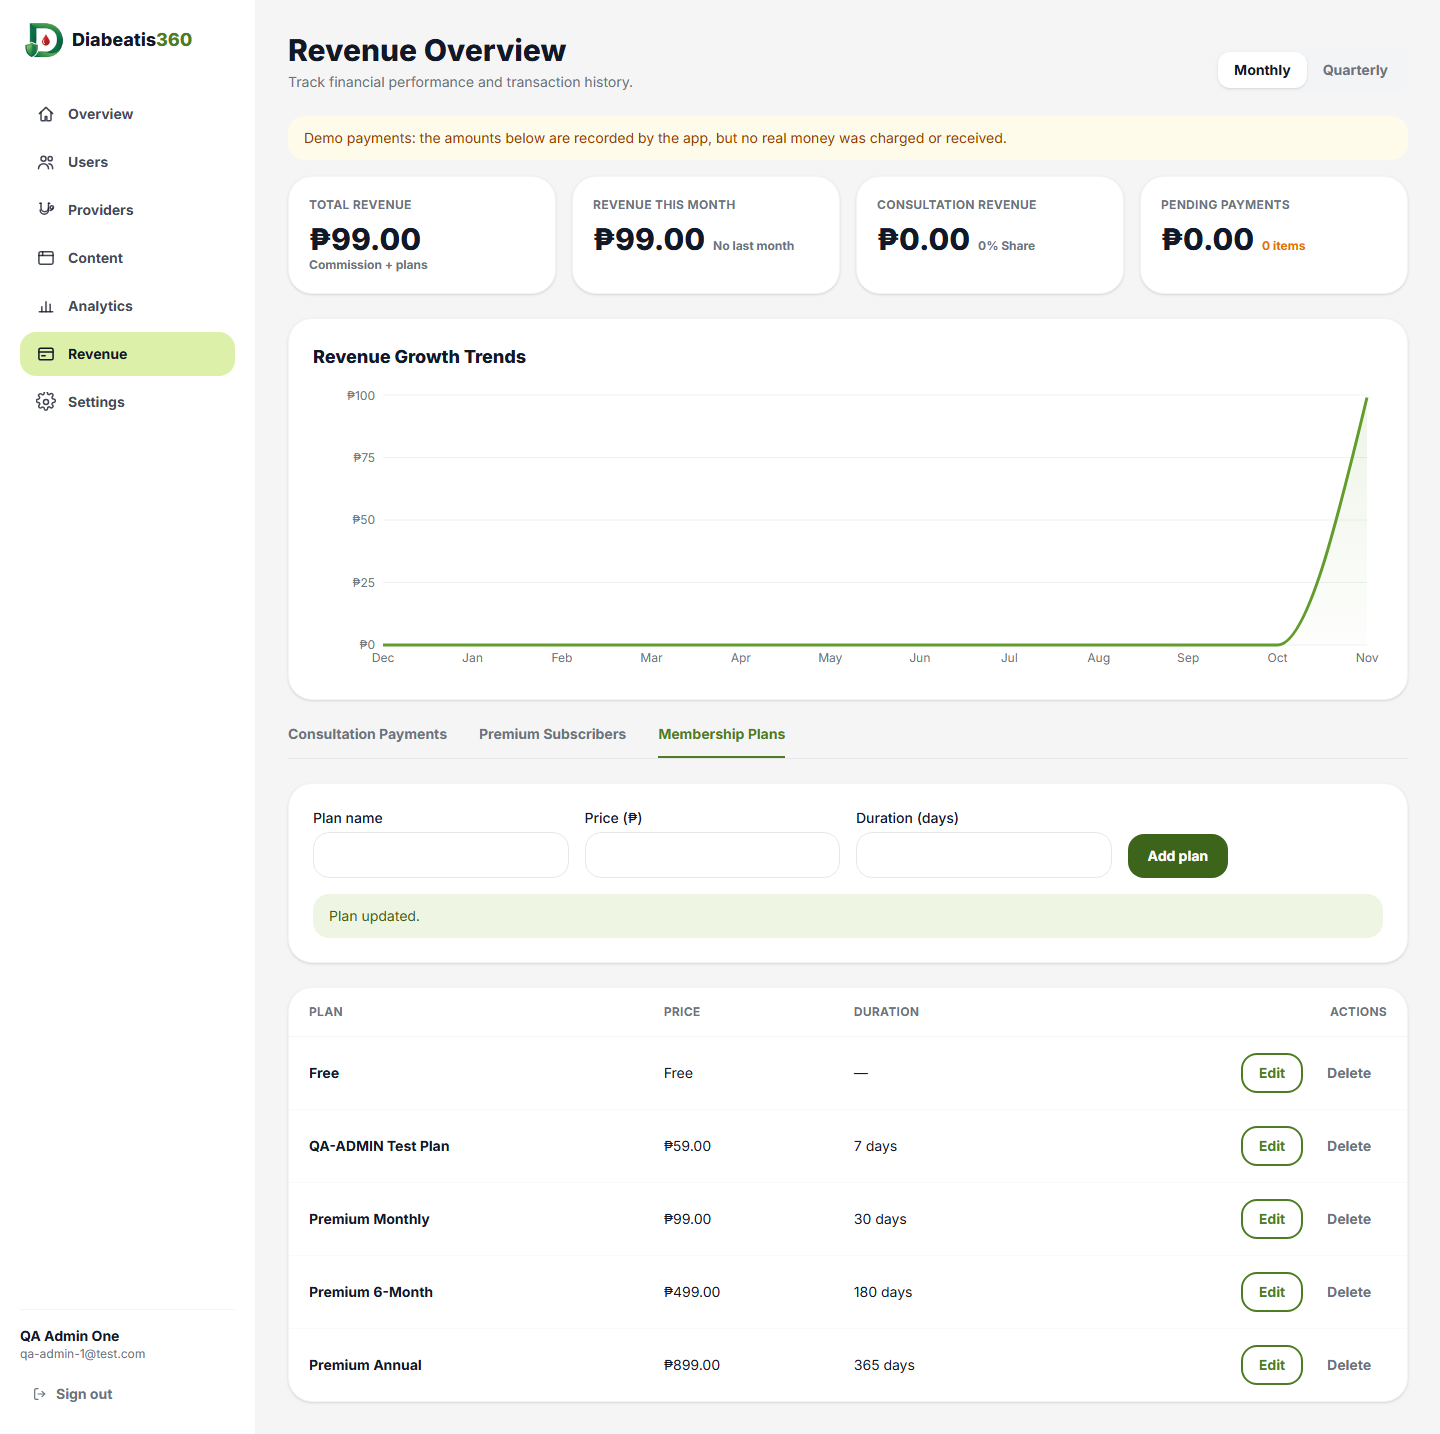 Diabeatis360
Overview
Users
Providers
Content
Analytics
Revenue
Settings
QA Admin One
qa-admin-1@test.com
Sign out
Revenue Overview
Track financial performance and transaction history.
Monthly Quarterly
Demo payments: the amounts below are recorded by the app, but no real money was charged or received.
TOTAL REVENUE
₱99.00
Commission + plans
REVENUE THIS MONTH
₱99.00 No last month
CONSULTATION REVENUE
₱0.00 0% Share
PENDING PAYMENTS
₱0.00 0 items
Revenue Growth Trends
₱100
₱75
₱50
₱25
₱0
Dec Jan Feb Mar Apr May Jun Jul Aug Sep Oct Nov
Consultation Payments Premium Subscribers Membership Plans
Plan name Price (₱) Duration (days)
Add plan
Plan updated.
PLAN PRICE DURATION ACTIONS
Free Free — Edit Delete
QA-ADMIN Test Plan ₱59.00 7 days Edit Delete
Premium Monthly ₱99.00 30 days Edit Delete
Premium 6-Month ₱499.00 180 days Edit Delete
Premium Annual ₱899.00 365 days Edit Delete